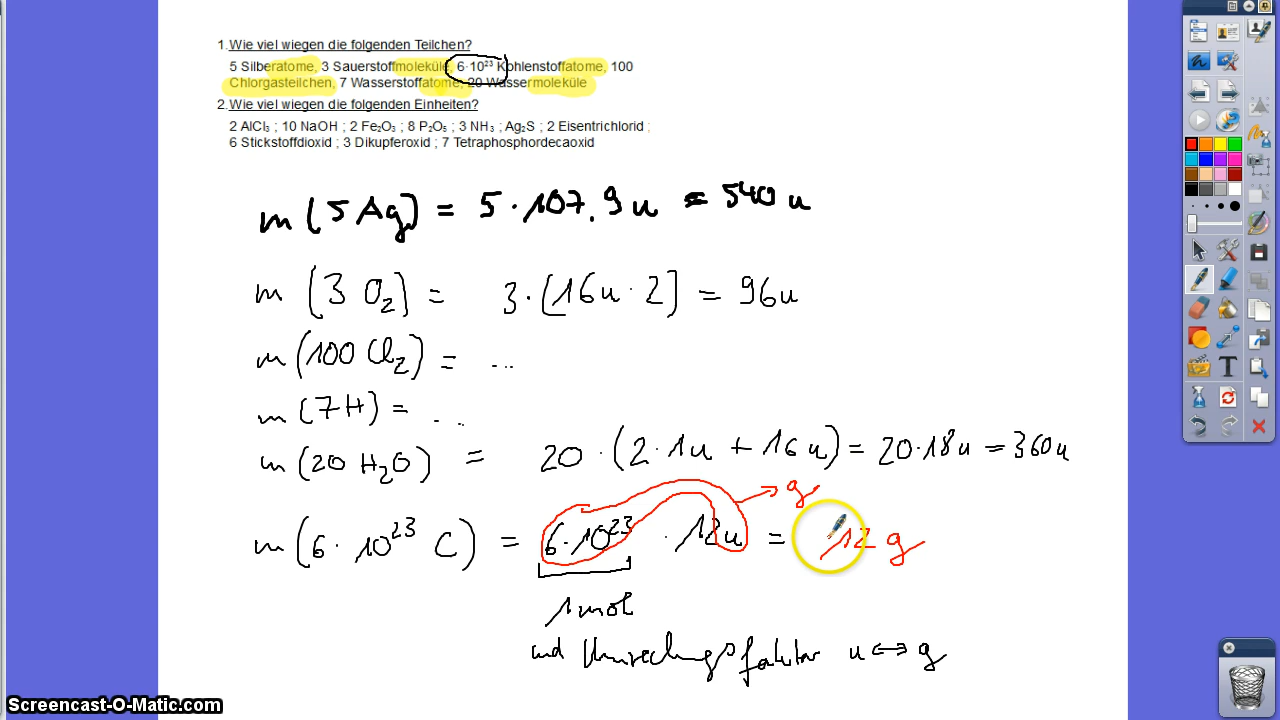 1. Wie viel wiegen die folgenden Teilchen?
5 Silberatome, 3 Sauerstoffmoleküle, 6·10²³ Kohlenstoffatome, 100
Chlorgasteilchen, 7 Wasserstoffatome, 20 Wassermoleküle
2. Wie viel wiegen die folgenden Einheiten?
2 AlCl₃ ; 10 NaOH ; 2 Fe₂O₃ ; 8 P₂O₅ ; 3 NH₃ ; Ag₂S ; 2 Eisentrichlorid ;
6 Stickstoffdioxid ; 3 Dikupferoxid ; 7 Tetraphosphordecaoxid
m (5 Ag) = 5 · 107.9u = 540 u
m (3 O₂) = 3 · (16u · 2) = 96u
m (100 Cl₂) = ...
m (7H) = ...
m (20 H₂O) = 20 · (2·1u + 16u) = 20·18u = 360u
g
m (6 · 10²³ C) = 6·10²³ · 12u = 12 g
1 mol
und Umrechungsfaktor u ⟺ g
Screencast-O-Matic.com